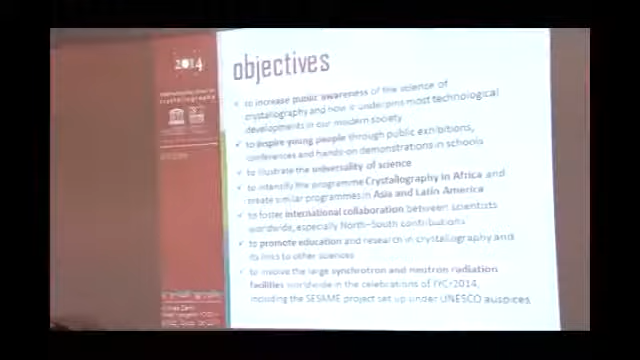 2014
objectives
to increase public awareness of the science of
crystallography and how it underpins most technological
developments in our modern society
to inspire young people through public exhibitions,
conferences and hands-on demonstrations in schools
to illustrate the universality of science
to intensify the programme Crystallography in Africa and
create similar programmes in Asia and Latin America
to foster international collaboration between scientists
worldwide, especially North-South contributions
to promote education and research in crystallography and
its links to other sciences
to involve the large synchrotron and neutron radiation
facilities worldwide in the celebrations of IYC-2014,
including the SESAME project set up under UNESCO auspices